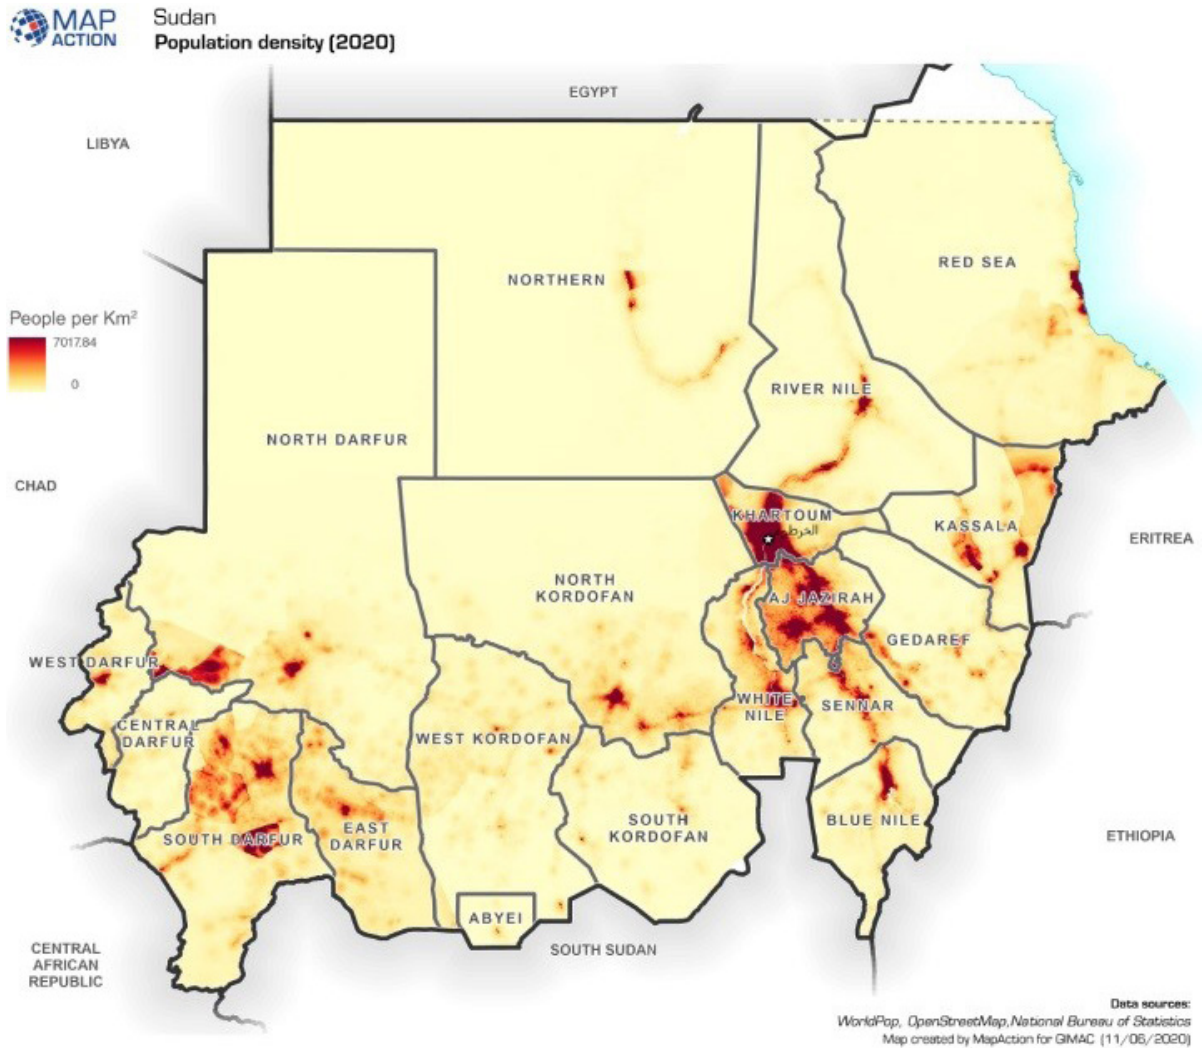 MAP
ACTION
Sudan
Population density (2020)
EGYPT
LIBYA
RED SEA
NORTHERN
People per Km²
7017.84
0
RIVER NILE
NORTH DARFUR
CHAD
KHARTOUM
الخرطوم
KASSALA
ERITREA
NORTH
KORDOFAN
AJ JAZIRAH
GEDAREF
WEST DARFUR
WHITE
NILE
SENNAR
CENTRAL
DARFUR
WEST KORDOFAN
SOUTH
KORDOFAN
BLUE NILE
SOUTH DARFUR
EAST
DARFUR
ETHIOPIA
ABYEI
SOUTH SUDAN
CENTRAL
AFRICAN
REPUBLIC
Data sources:
WorldPop, OpenStreetMap,National Bureau of Statistics
Map created by MapAction for GIMAC (11/06/2020)